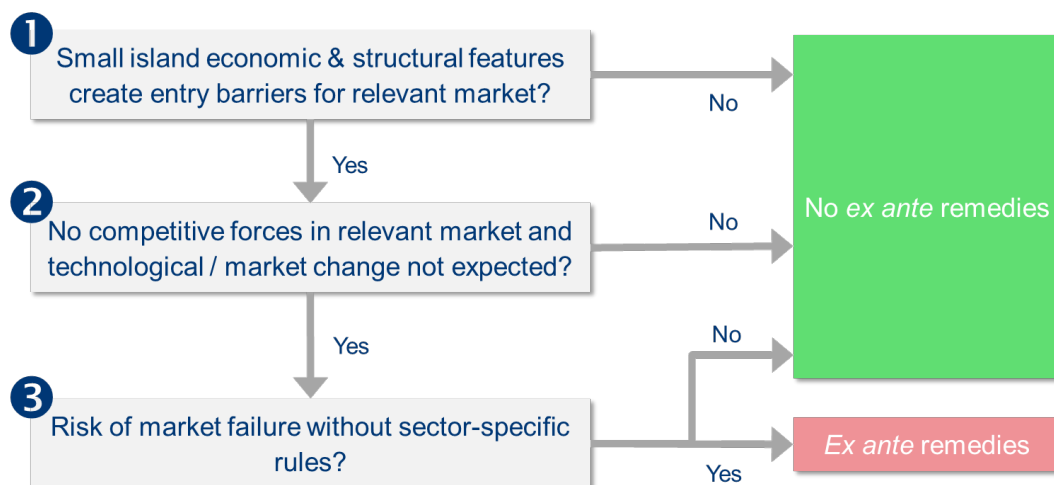 1
Small island economic & structural features
create entry barriers for relevant market?
No
Yes
2
No competitive forces in relevant market and
technological / market change not expected?
No
No ex ante remedies
Yes
No
3
Risk of market failure without sector-specific
rules?
Yes
Ex ante remedies